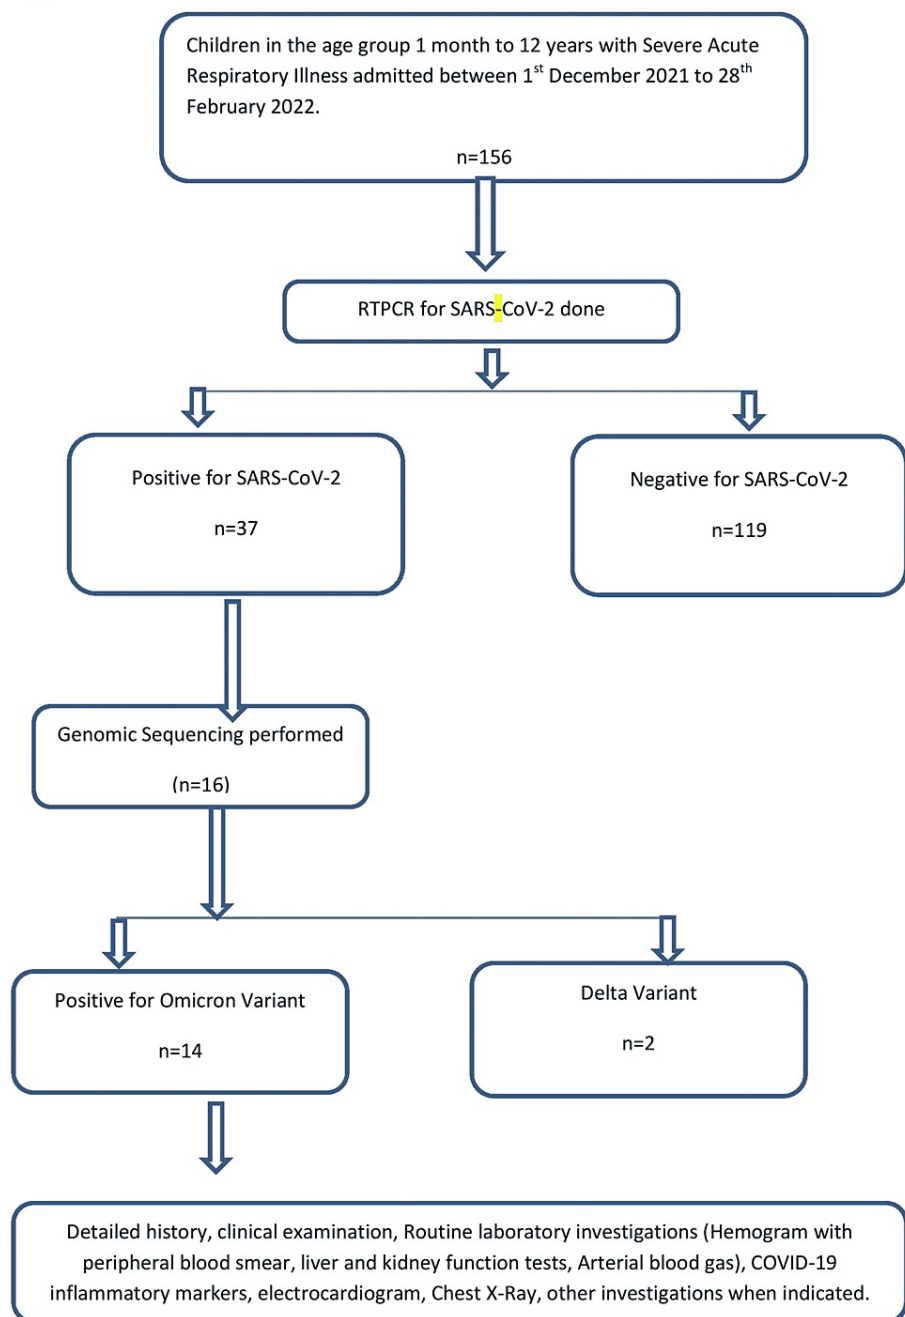 Children in the age group 1 month to 12 years with Severe Acute
Respiratory Illness admitted between 1st December 2021 to 28th
February 2022.
n=156
RTPCR for SARS-CoV-2 done
Positive for SARS-CoV-2
n=37
Negative for SARS-CoV-2
n=119
Genomic Sequencing performed
(n=16)
Positive for Omicron Variant
n=14
Delta Variant
n=2
Detailed history, clinical examination, Routine laboratory investigations (Hemogram with
peripheral blood smear, liver and kidney function tests, Arterial blood gas), COVID-19
inflammatory markers, electrocardiogram, Chest X-Ray, other investigations when indicated.